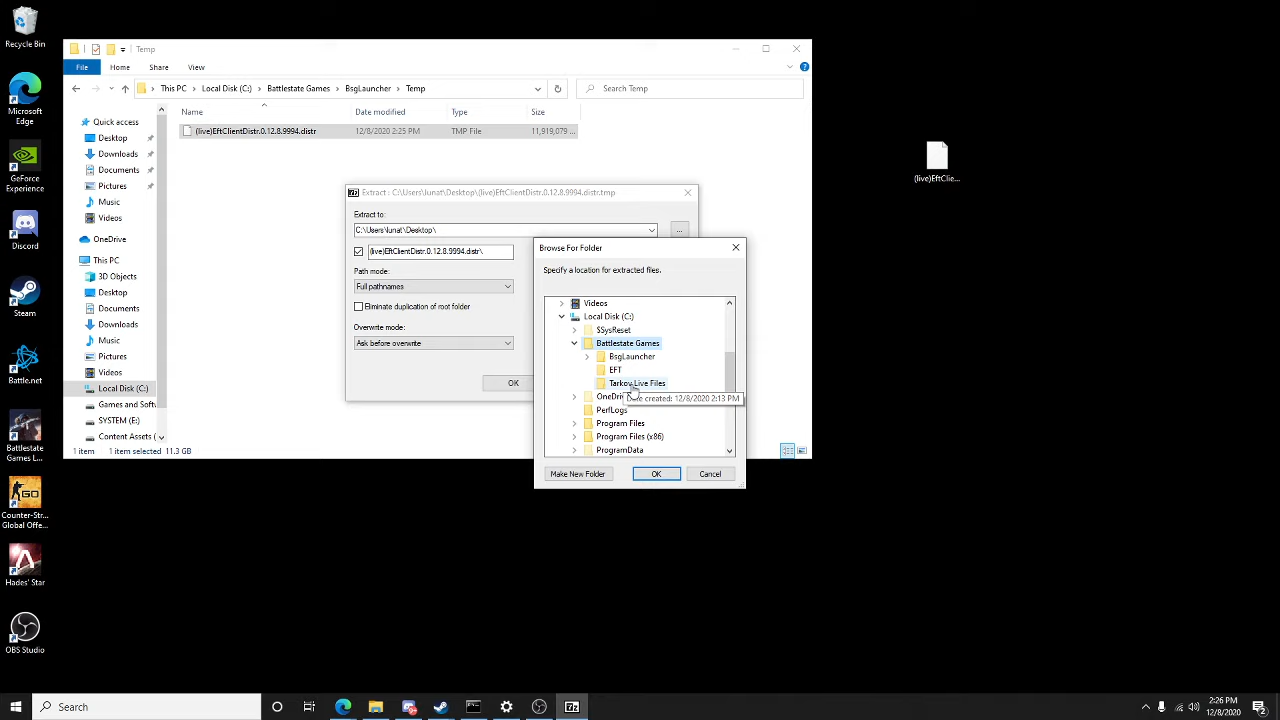 Recycle Bin
Microsoft
Edge
GeForce
Experience
Discord
Steam
Battle.net
Battlestate
Games L...
Counter-Str...
Global Offe...
Hades' Star
OBS Studio
Temp
File
Home
Share
View
This PC
Local Disk (C:)
Battlestate Games
BsgLauncher
Temp
Search Temp
Name
Date modified
Type
Size
(live)EftClientDistr.0.12.8.9994.distr
12/8/2020 2:25 PM
TMP File
11,919,079 ...
Quick access
Desktop
Downloads
Documents
Pictures
Music
Videos
OneDrive
This PC
3D Objects
Desktop
Documents
Downloads
Music
Pictures
Videos
Local Disk (C:)
Games and Soft
SYSTEM (E:)
Content Assets (
1 item
1 item selected 11.3 GB
Extract : C:\Users\lunat\Desktop\(live)EftClientDistr.0.12.8.9994.distr.tmp
Extract to:
C:\Users\lunat\Desktop\
...
(live)EftClientDistr.0.12.8.9994.distr\
Path mode:
Full pathnames
Eliminate duplication of root folder
Overwrite mode:
Ask before overwrite
OK
Browse For Folder
Specify a location for extracted files.
Videos
Local Disk (C:)
$SysReset
Battlestate Games
BsgLauncher
EFT
Tarkov Live Files
created: 12/8/2020 2:13 PM
PerfLogs
Program Files
Program Files (x86)
ProgramData
Make New Folder
OK
Cancel
(live)EftClie...
Search
7z
2:26 PM
12/8/2020
2